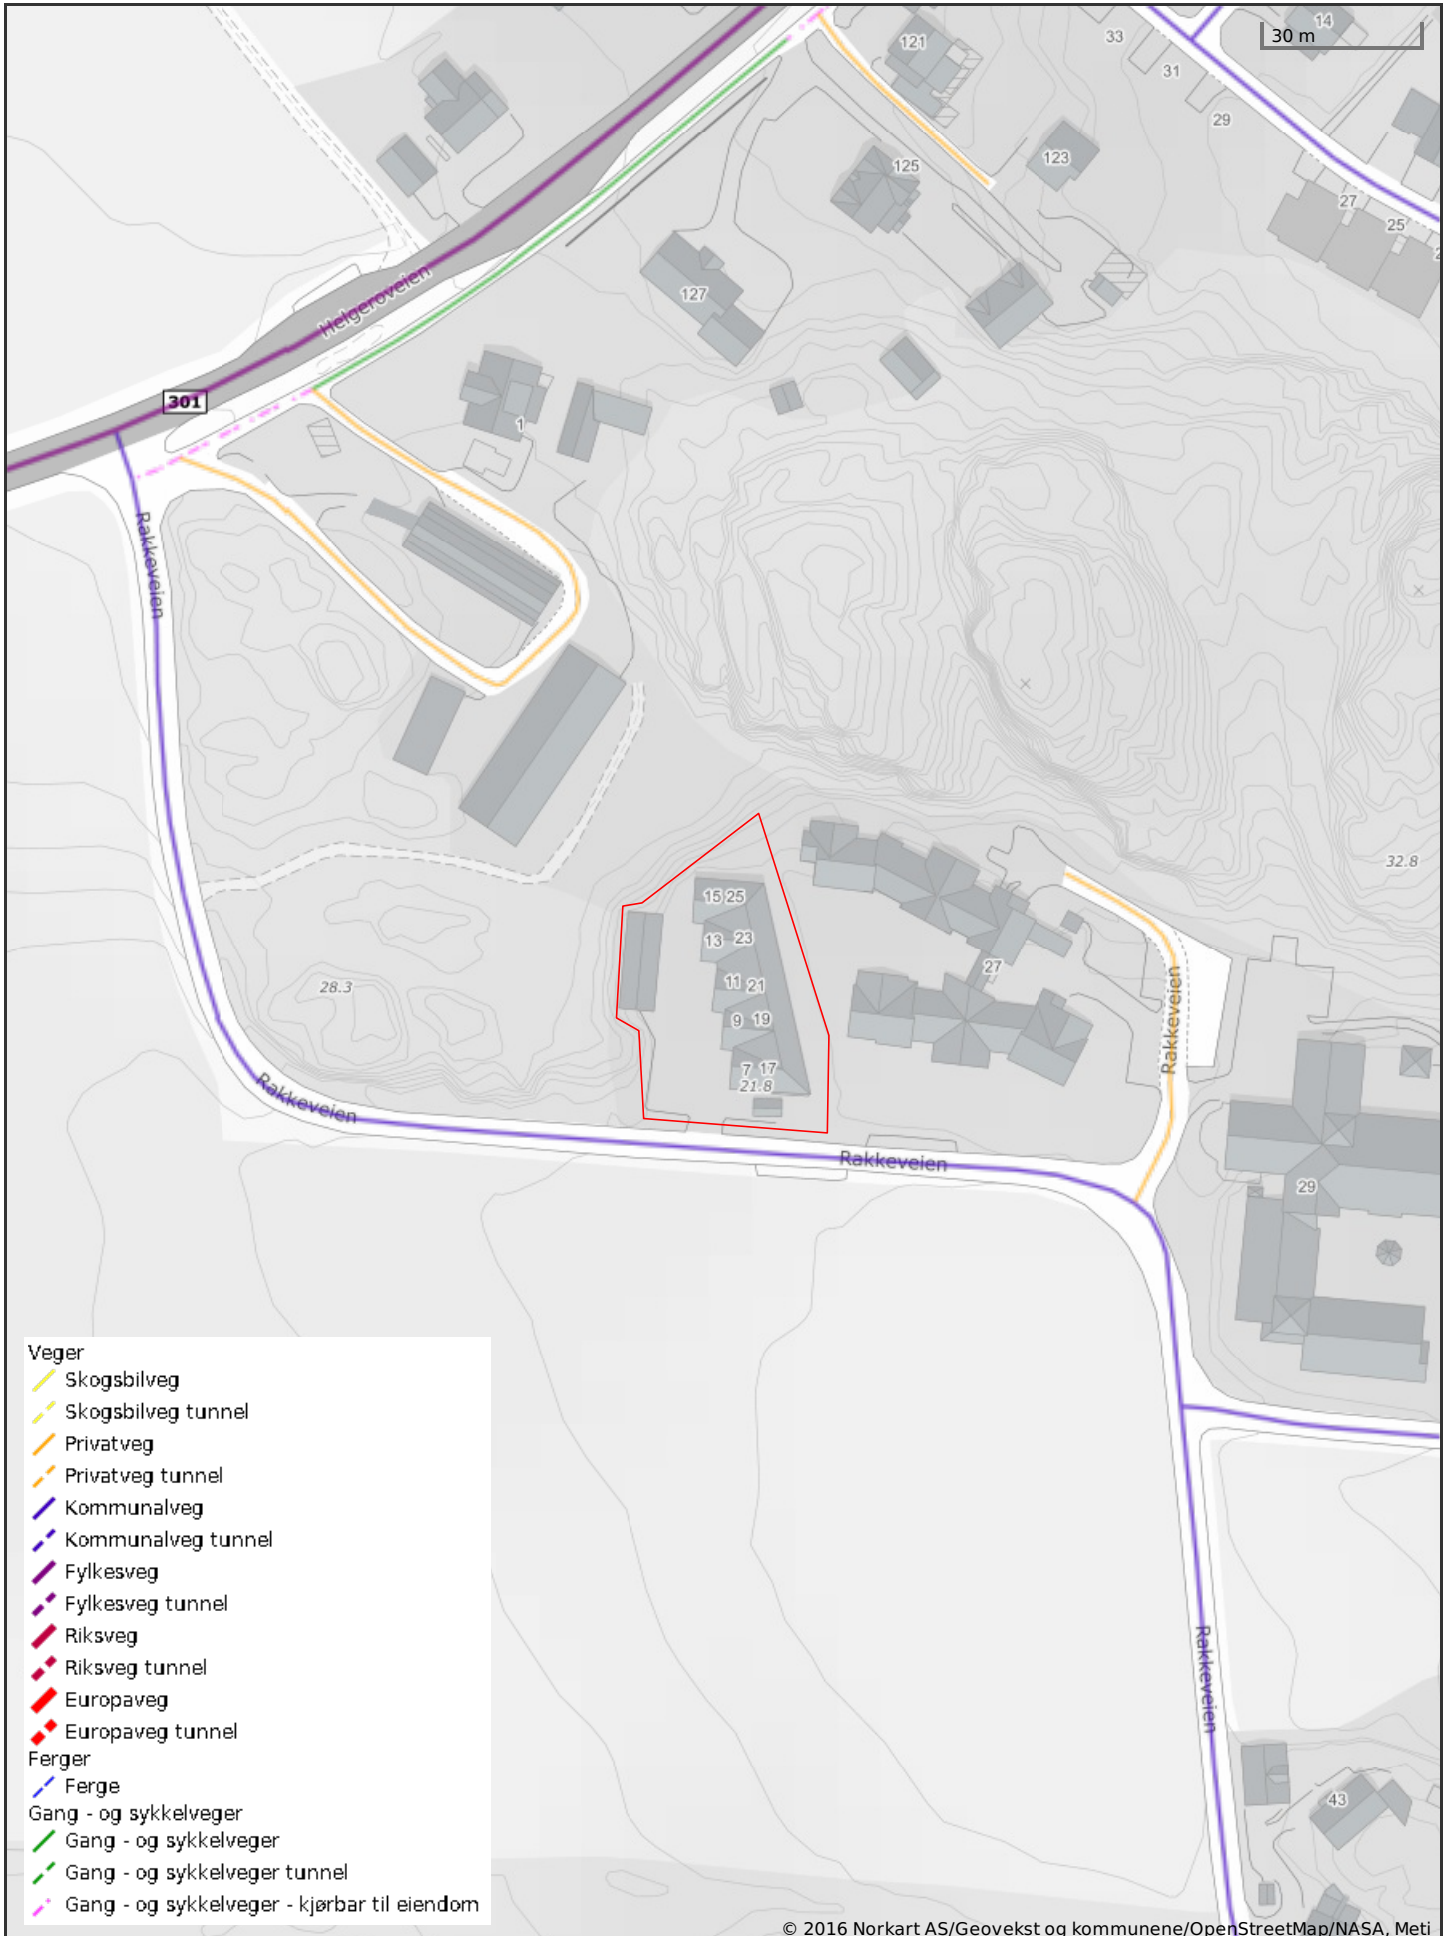 14
30 m
33
121
31
29
125
123
27
25
127
Helgeroveien
301
1
Rakkeveien
32.8
15 25
13 23
27
11 21
28.3
9 19
Rakkeveien
7 17
21.8
Rakkeveien
Rakkeveien
29
Veger
Skogsbilveg
Skogsbilveg tunnel
Privatveg
Privatveg tunnel
Kommunalveg
Kommunalveg tunnel
Fylkesveg
Fylkesveg tunnel
Riksveg
Riksveg tunnel
Europaveg
Europaveg tunnel
Ferger
Ferge
Gang - og sykkelveger
Gang - og sykkelveger
Gang - og sykkelveger tunnel
Gang - og sykkelveger - kjørbar til eiendom
Rakkeveien
43
© 2016 Norkart AS/Geovekst og kommunene/OpenStreetMap/NASA, Meti